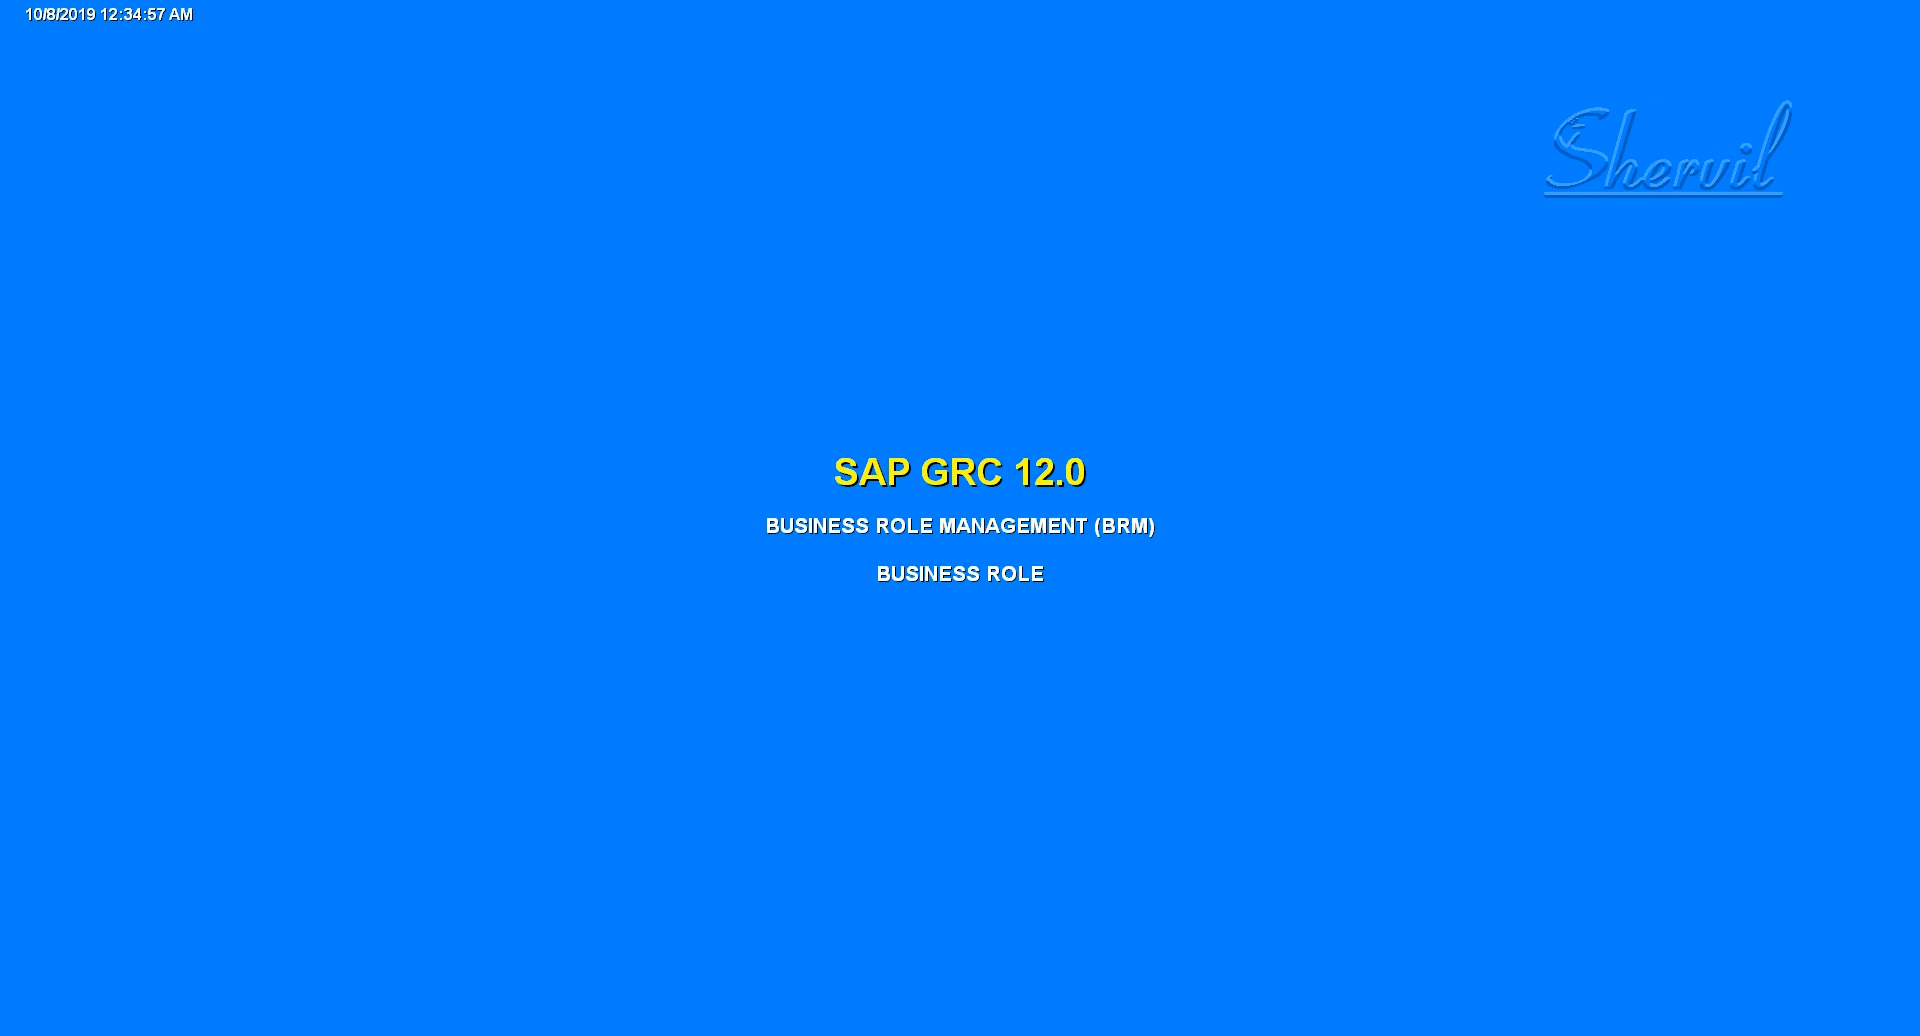 10/8/2019 12:34:57 AM
Shervil
SAP GRC 12.0
BUSINESS ROLE MANAGEMENT (BRM)
BUSINESS ROLE